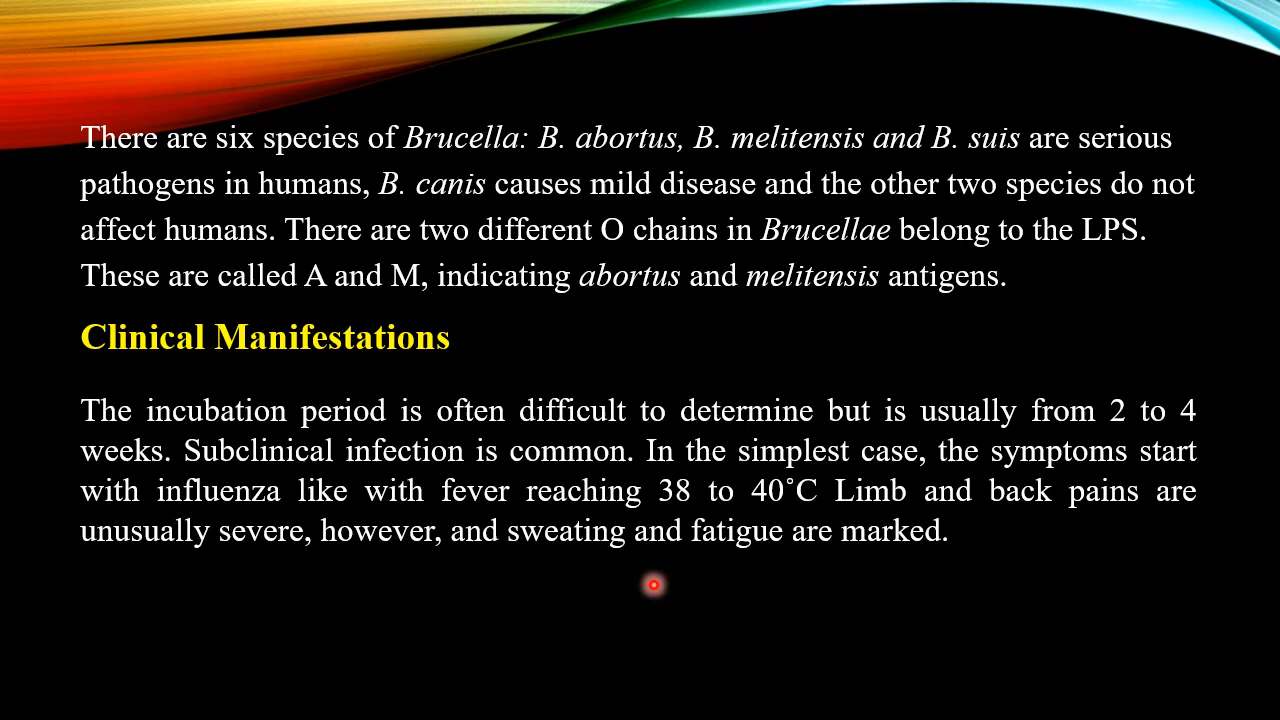 There are six species of Brucella: B. abortus, B. melitensis and B. suis are serious
pathogens in humans, B. canis causes mild disease and the other two species do not
affect humans. There are two different O chains in Brucellae belong to the LPS.
These are called A and M, indicating abortus and melitensis antigens.
Clinical Manifestations
The incubation period is often difficult to determine but is usually from 2 to 4
weeks. Subclinical infection is common. In the simplest case, the symptoms start
with influenza like with fever reaching 38 to 40˚C Limb and back pains are
unusually severe, however, and sweating and fatigue are marked.